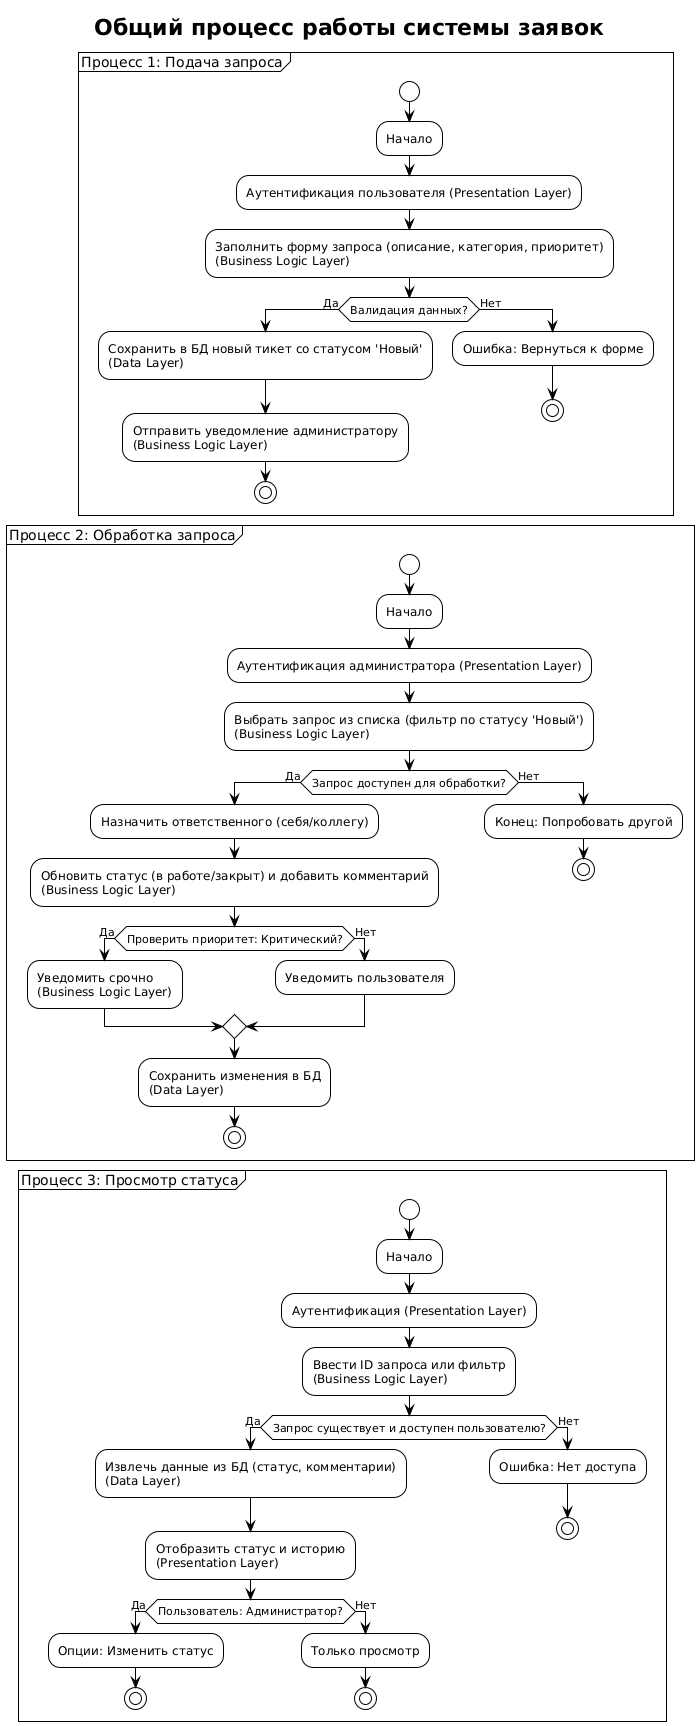 Общий процесс работы системы заявок
Процесс 1: Подача запроса
Начало
Аутентификация пользователя (Presentation Layer)
Заполнить форму запроса (описание, категория, приоритет)
(Business Logic Layer)
Да
Валидация данных?
Нет
Сохранить в БД новый тикет со статусом 'Новый'
(Data Layer)
Ошибка: Вернуться к форме
Отправить уведомление администратору
(Business Logic Layer)
Процесс 2: Обработка запроса
Начало
Аутентификация администратора (Presentation Layer)
Выбрать запрос из списка (фильтр по статусу 'Новый')
(Business Logic Layer)
Да
Запрос доступен для обработки?
Нет
Назначить ответственного (себя/коллегу)
Конец: Попробовать другой
Обновить статус (в работе/закрыт) и добавить комментарий
(Business Logic Layer)
Да
Проверить приоритет: Критический?
Нет
Уведомить срочно
(Business Logic Layer)
Уведомить пользователя
Сохранить изменения в БД
(Data Layer)
Процесс 3: Просмотр статуса
Начало
Аутентификация (Presentation Layer)
Ввести ID запроса или фильтр
(Business Logic Layer)
Да
Запрос существует и доступен пользователю?
Нет
Извлечь данные из БД (статус, комментарии)
(Data Layer)
Ошибка: Нет доступа
Отобразить статус и историю
(Presentation Layer)
Да
Пользователь: Администратор?
Нет
Опции: Изменить статус
Только просмотр